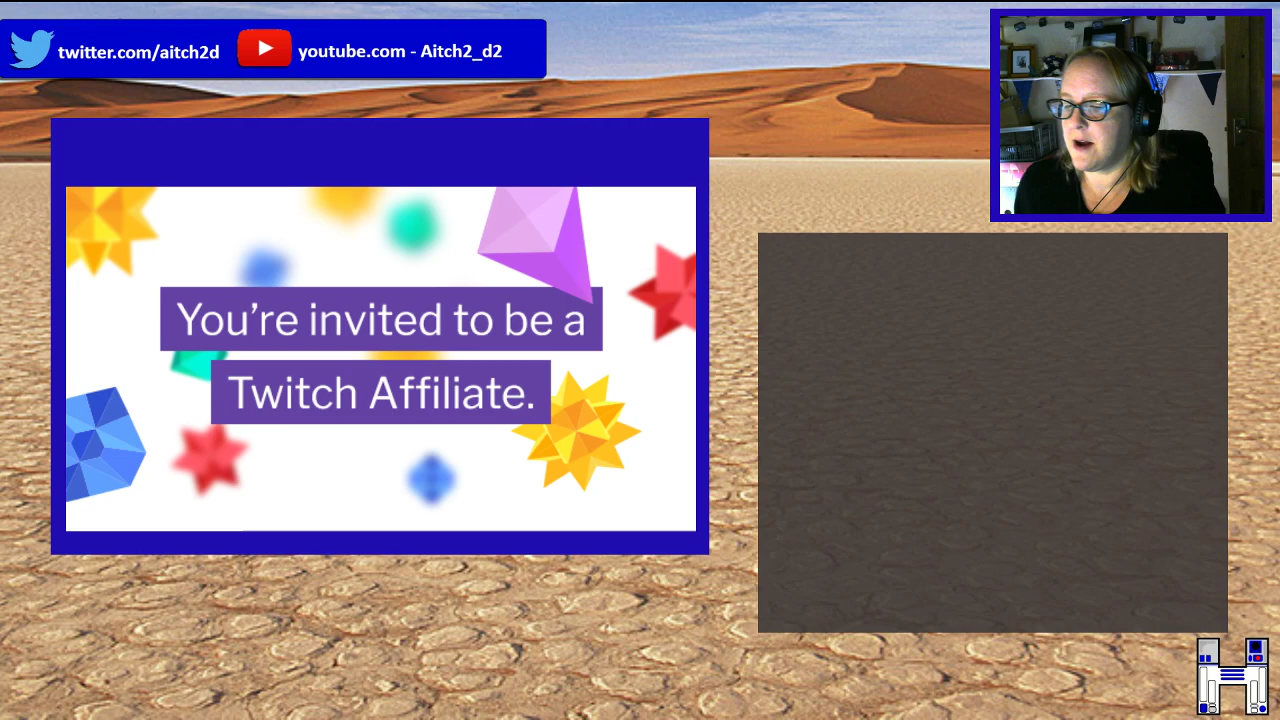 twitter.com/aitch2d
youtube.com - Aitch2_d2
You're invited to be a
Twitch Affiliate.